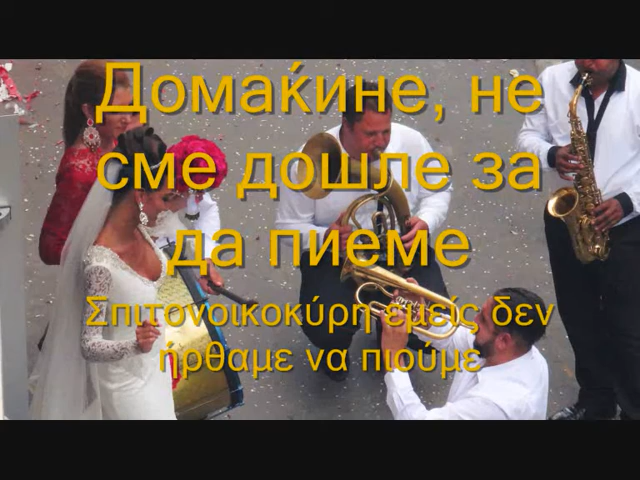 Домаќине, не
сме дошле за
да пиеме
Σπιτονοικοκύρη εμείς δεν
ήρθαμε να πιούμε